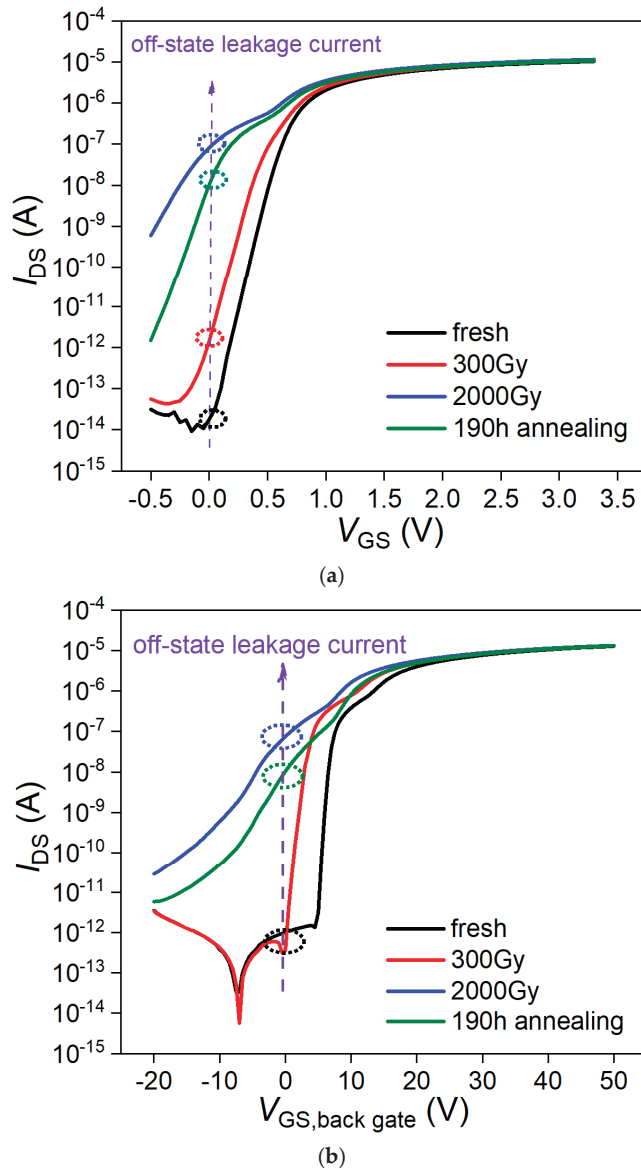 10⁻⁴
off-state leakage current
10⁻⁵
10⁻⁶
10⁻⁷
10⁻⁸
10⁻⁹
10⁻¹⁰
10⁻¹¹
10⁻¹²
10⁻¹³
10⁻¹⁴
10⁻¹⁵
I_DS (A)
fresh
300Gy
2000Gy
190h annealing
-0.5 0.0 0.5 1.0 1.5 2.0 2.5 3.0 3.5
V_GS (V)
(a)
10⁻⁴
off-state leakage current
10⁻⁵
10⁻⁶
10⁻⁷
10⁻⁸
10⁻⁹
10⁻¹⁰
10⁻¹¹
10⁻¹²
10⁻¹³
10⁻¹⁴
10⁻¹⁵
I_DS (A)
fresh
300Gy
2000Gy
190h annealing
-20 -10 0 10 20 30 40 50
V_GS,back gate (V)
(b)